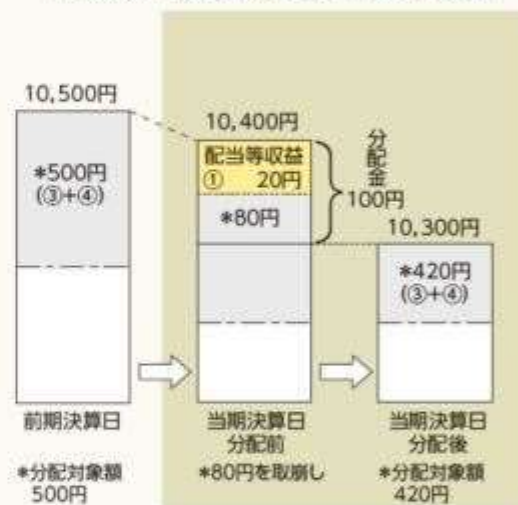 10,500円
*500円
(③+④)
前期決算日
*分配対象額
500円
10,400円
配当等収益
① 20円
*80円
分配金
100円
当期決算日
分配前
*80円を取崩し
10,300円
*420円
(③+④)
当期決算日
分配後
*分配対象額
420円